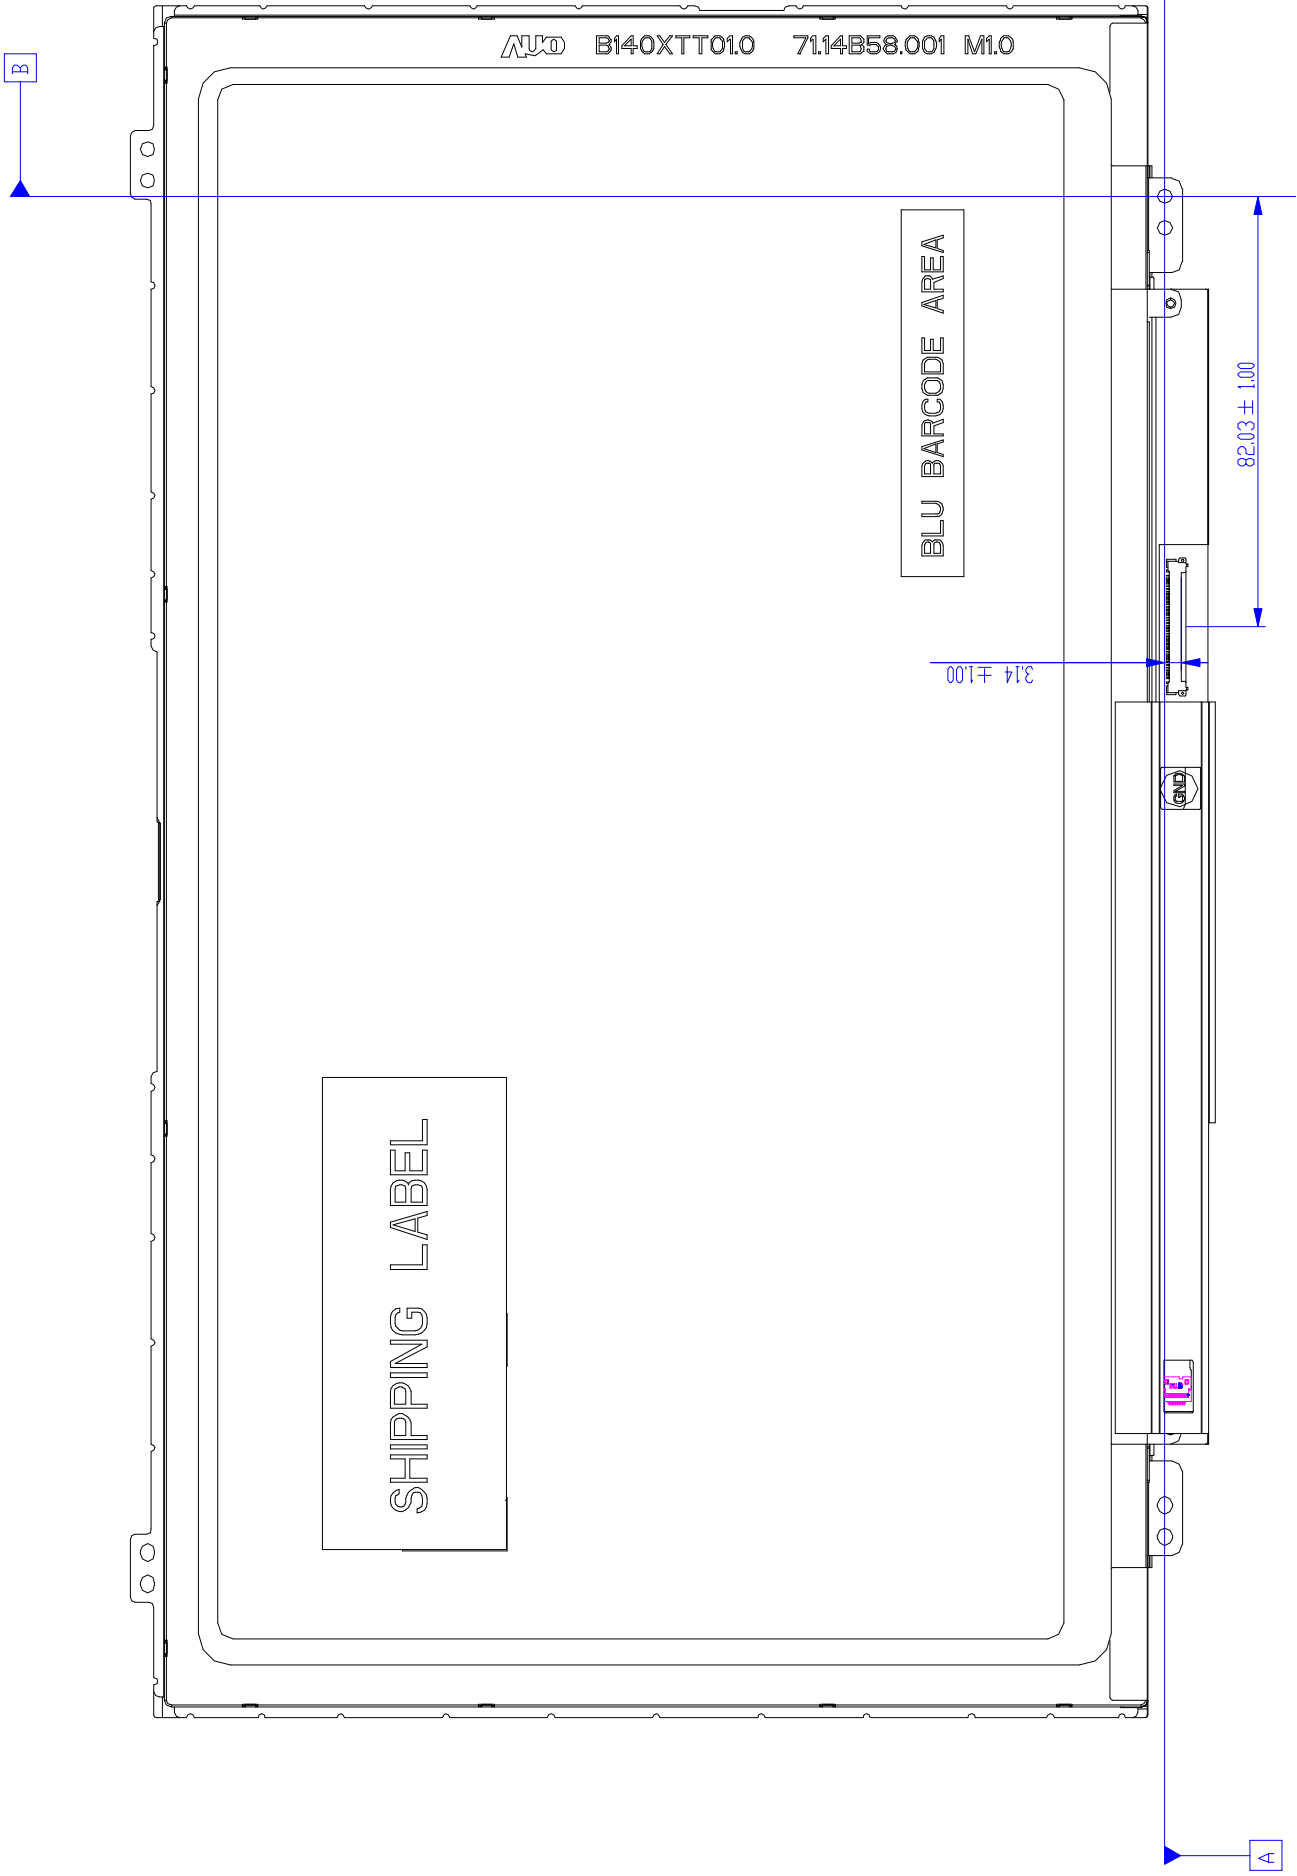 AUO B140XTT01.0 71.14B58.001 M1.0
B
BLU BARCODE AREA
82.03 ± 1.00
3.14 ±1.00
GND
SHIPPING LABEL
A